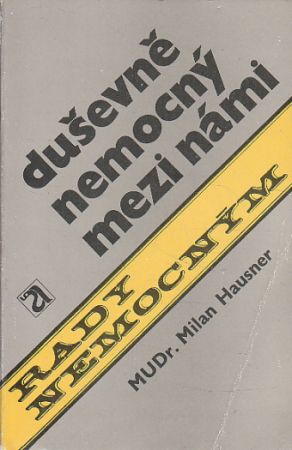 duševně
nemocný
mezi námi
RADY
NEMOCNÝM
MUDr. Milan Hausner